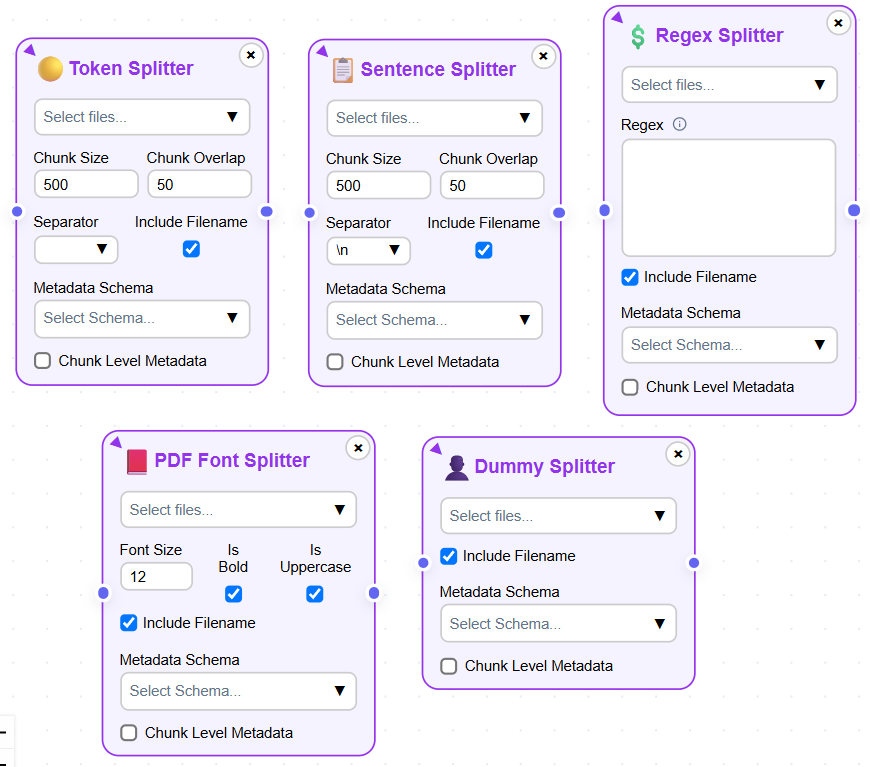 Token Splitter
Select files...
Chunk Size Chunk Overlap
500 50
Separator Include Filename
Metadata Schema
Select Schema...
Chunk Level Metadata
Sentence Splitter
Select files...
Chunk Size Chunk Overlap
500 50
Separator Include Filename
\n
Metadata Schema
Select Schema...
Chunk Level Metadata
Regex Splitter
Select files...
Regex
Include Filename
Metadata Schema
Select Schema...
Chunk Level Metadata
PDF Font Splitter
Select files...
Font Size Is Bold Is Uppercase
12
Include Filename
Metadata Schema
Select Schema...
Chunk Level Metadata
Dummy Splitter
Select files...
Include Filename
Metadata Schema
Select Schema...
Chunk Level Metadata